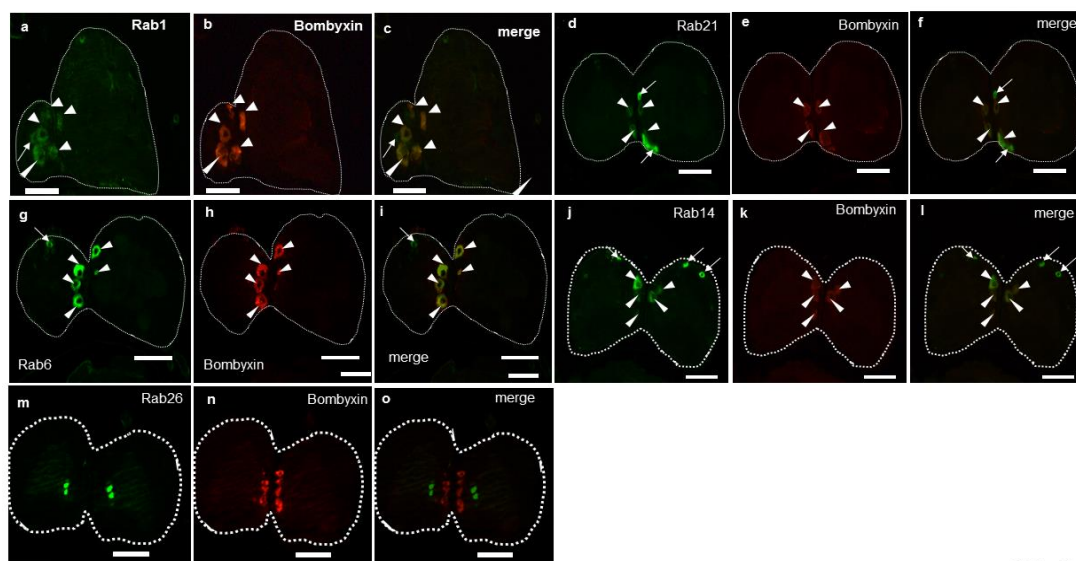 a Rab1
b Bombyxin
c merge
d Rab21
e Bombyxin
f merge
g
h
i
Rab6
Bombyxin
merge
j Rab14
k Bombyxin
l merge
m Rab26
n Bombyxin
o merge